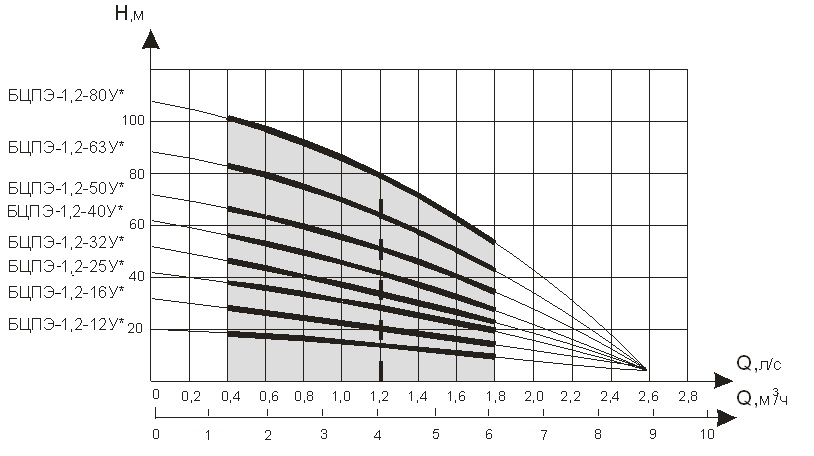 Н,м
БЦПЭ-1,2-80У*
100
БЦПЭ-1,2-63У*
80
БЦПЭ-1,2-50У*
БЦПЭ-1,2-40У*
60
БЦПЭ-1,2-32У*
БЦПЭ-1,2-25У*
40
БЦПЭ-1,2-16У*
БЦПЭ-1,2-12У*
20
Q,л/с
0 0,2 0,4 0,6 0,8 1,0 1,2 1,4 1,6 1,8 2,0 2,2 2,4 2,6 2,8
Q,м³/ч
0 1 2 3 4 5 6 7 8 9 10